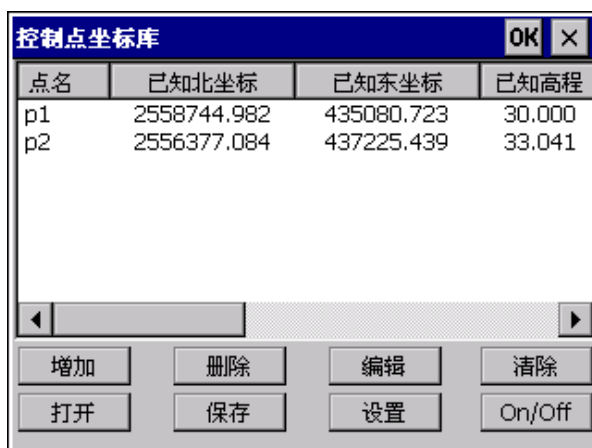 控制点坐标库 OK ×
点名 已知北坐标 已知东坐标 已知高程
p1 2558744.982 435080.723 30.000
p2 2556377.084 437225.439 33.041
增加 删除 编辑 清除
打开 保存 设置 On/Off